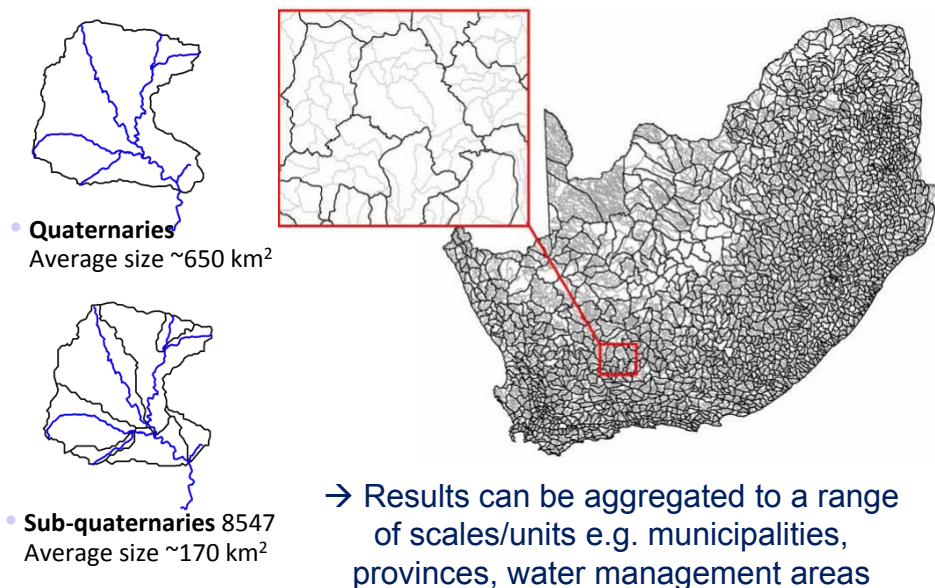 • Quaternaries
Average size ~650 km²
• Sub-quaternaries 8547
Average size ~170 km²
→ Results can be aggregated to a range
of scales/units e.g. municipalities,
provinces, water management areas